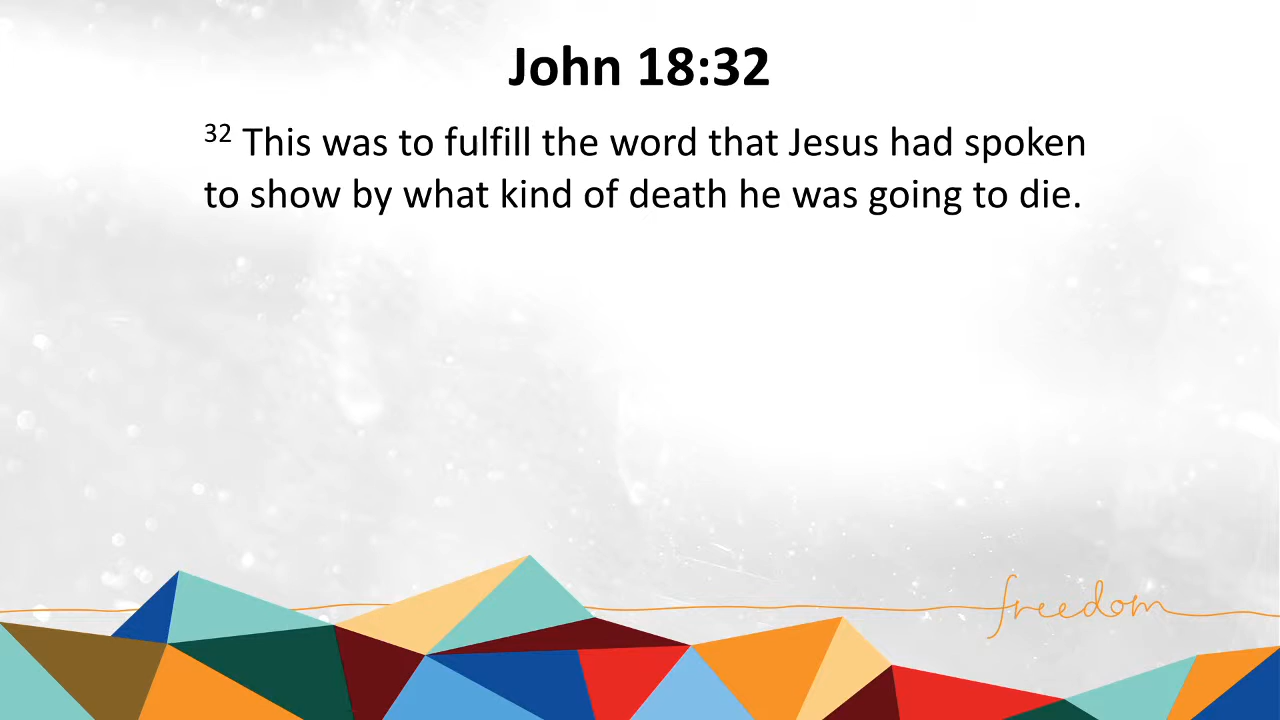 John 18:32
32 This was to fulfill the word that Jesus had spoken
to show by what kind of death he was going to die.
freedom